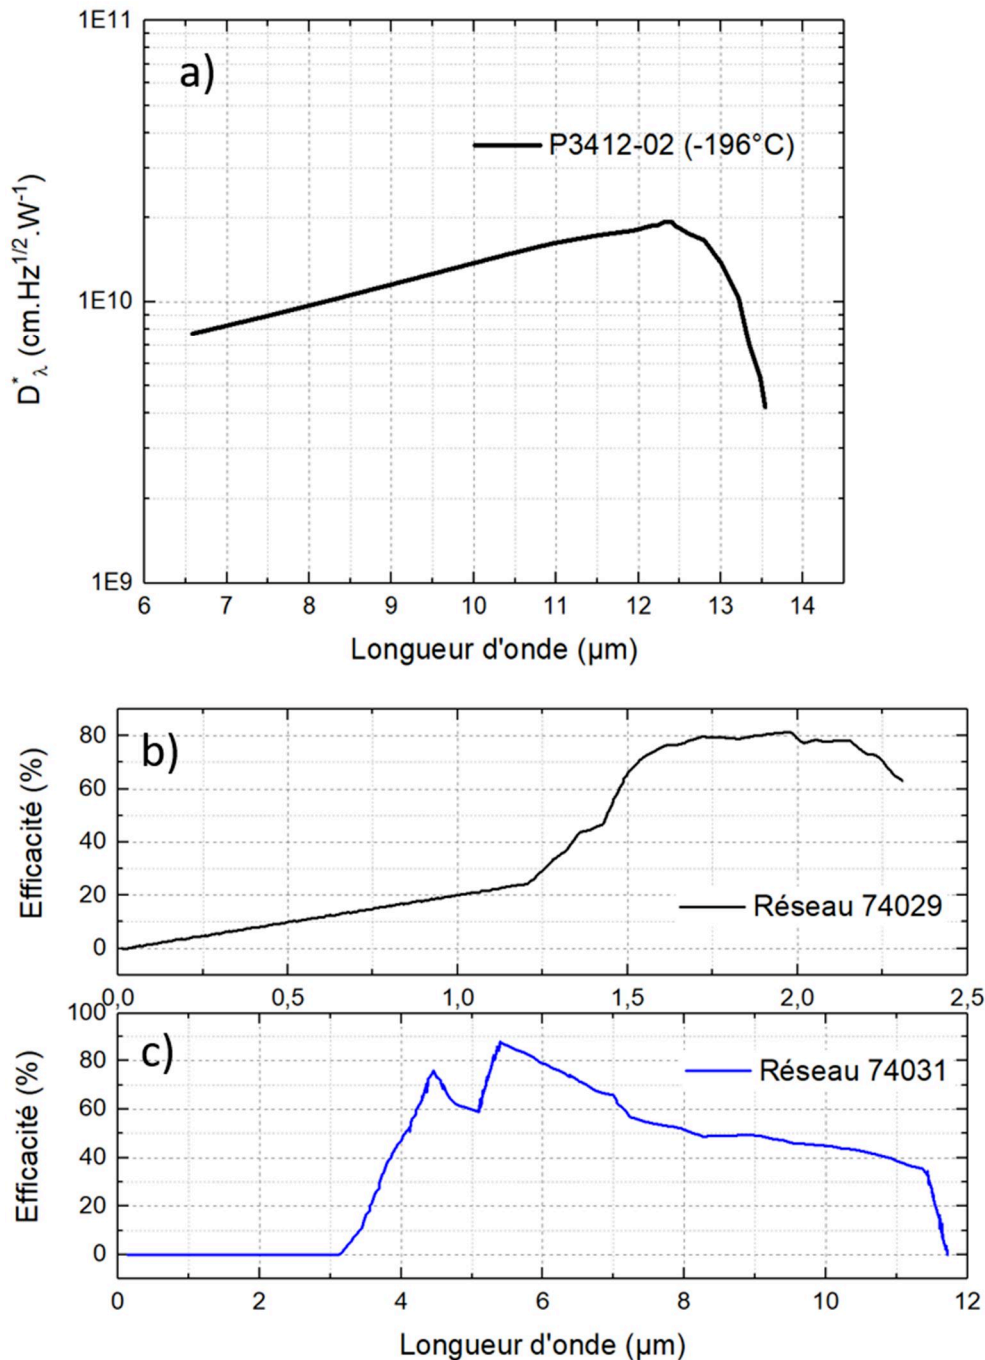 1E11
a)
P3412-02 (-196°C)
D*λ (cm.Hz1/2.W-1)
1E10
1E9
6 7 8 9 10 11 12 13 14
Longueur d'onde (µm)
b)
80
60
40
20
0
Efficacité (%)
Réseau 74029
0,0 0,5 1,0 1,5 2,0 2,5
c)
100
80
60
40
20
0
Efficacité (%)
Réseau 74031
0 2 4 6 8 10 12
Longueur d'onde (µm)